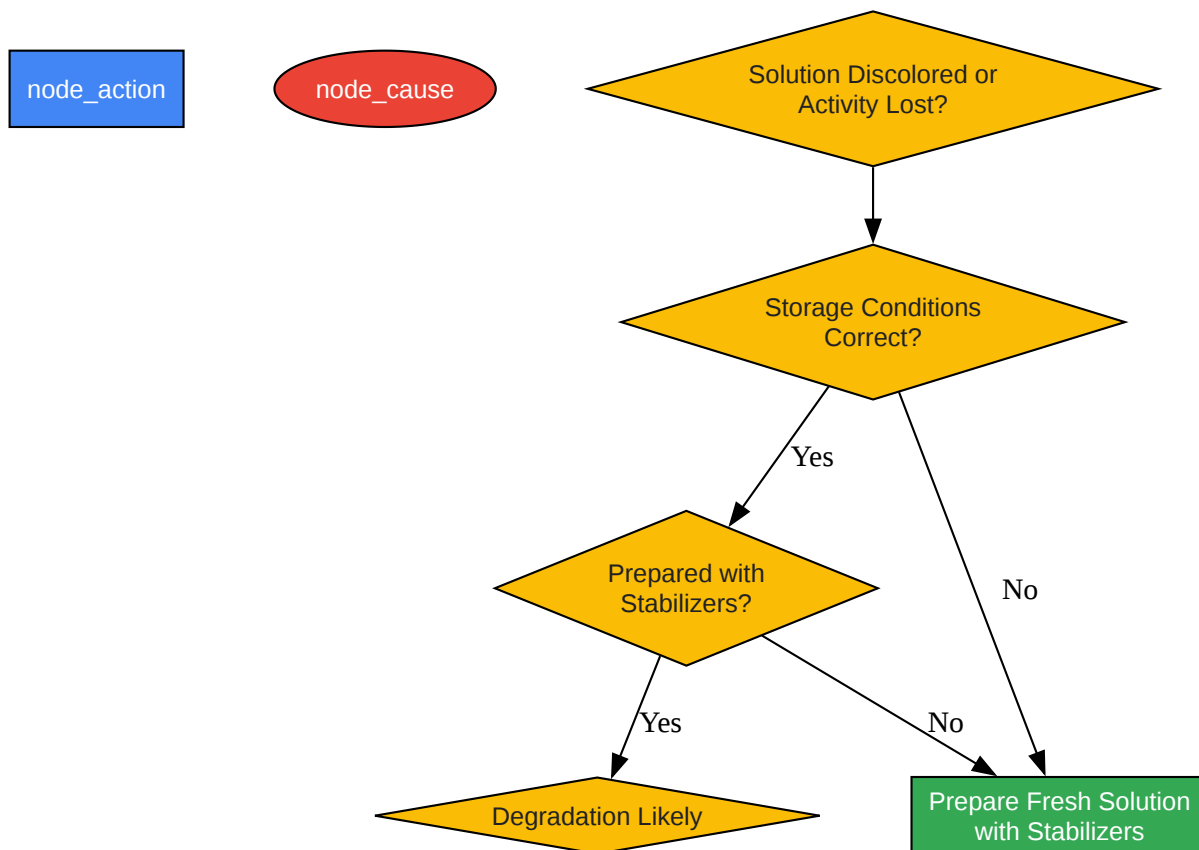 node_action
node_cause
Solution Discolored or
Activity Lost?
Storage Conditions
Correct?
Yes
Prepared with
Stabilizers?
No
Yes
No
Degradation Likely
Prepare Fresh Solution
with Stabilizers